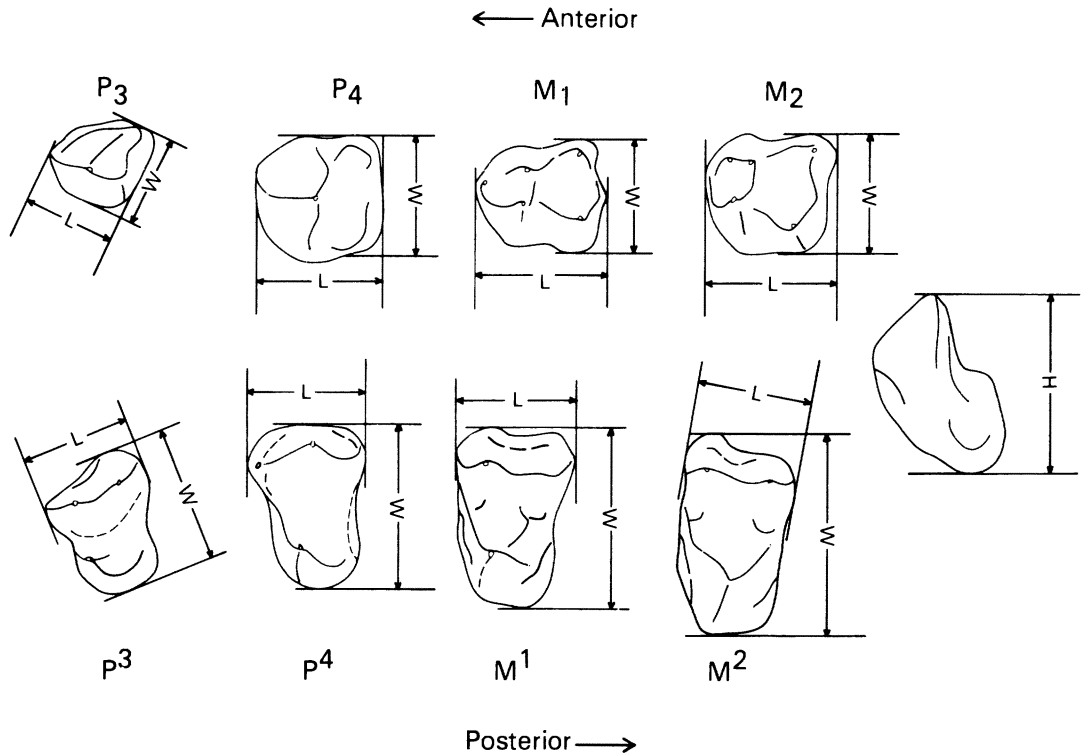 ← Anterior
P₃ P₄ M₁ M₂
W W W W
L L L L
H
L L L L
W W W W
P³ P⁴ M¹ M²
Posterior →